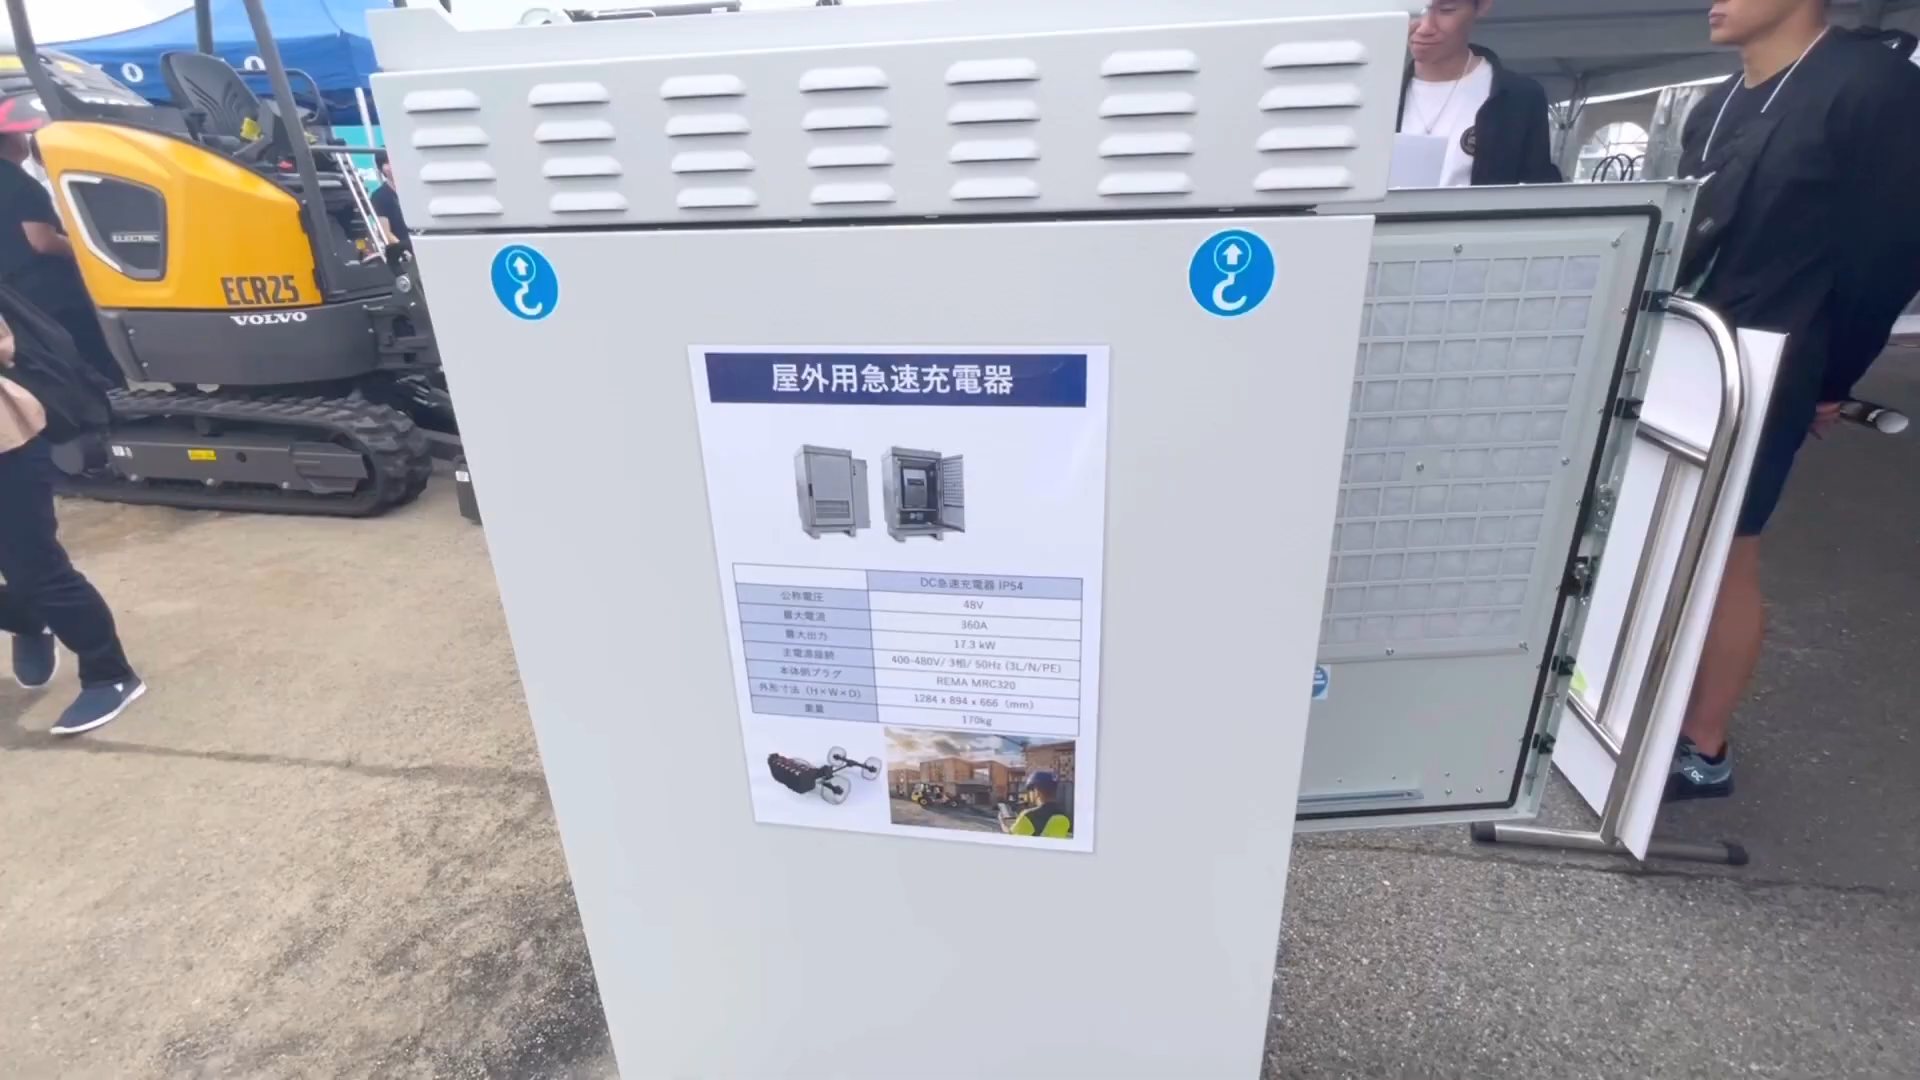 ELECTRIC
ECR25
VOLVO
屋外用急速充電器
DC急速充電器 IP54
公称電圧 48V
最大電流 360A
最大出力 17.3 kW
主電源接続 400-480V/ 3相/ 50Hz (3L/N/PE)
本体側プラグ REMA MRC320
外形寸法（H×W×D） 1284 x 894 x 666（mm）
重量 170kg